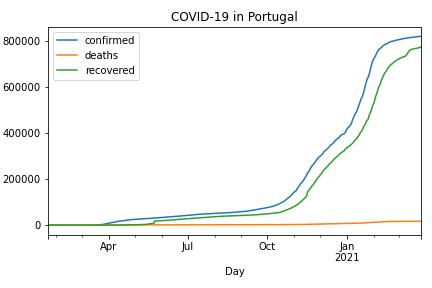 COVID-19 in Portugal
confirmed
deaths
recovered
800000
600000
400000
200000
0
Apr
Jul
Oct
Jan
2021
Day